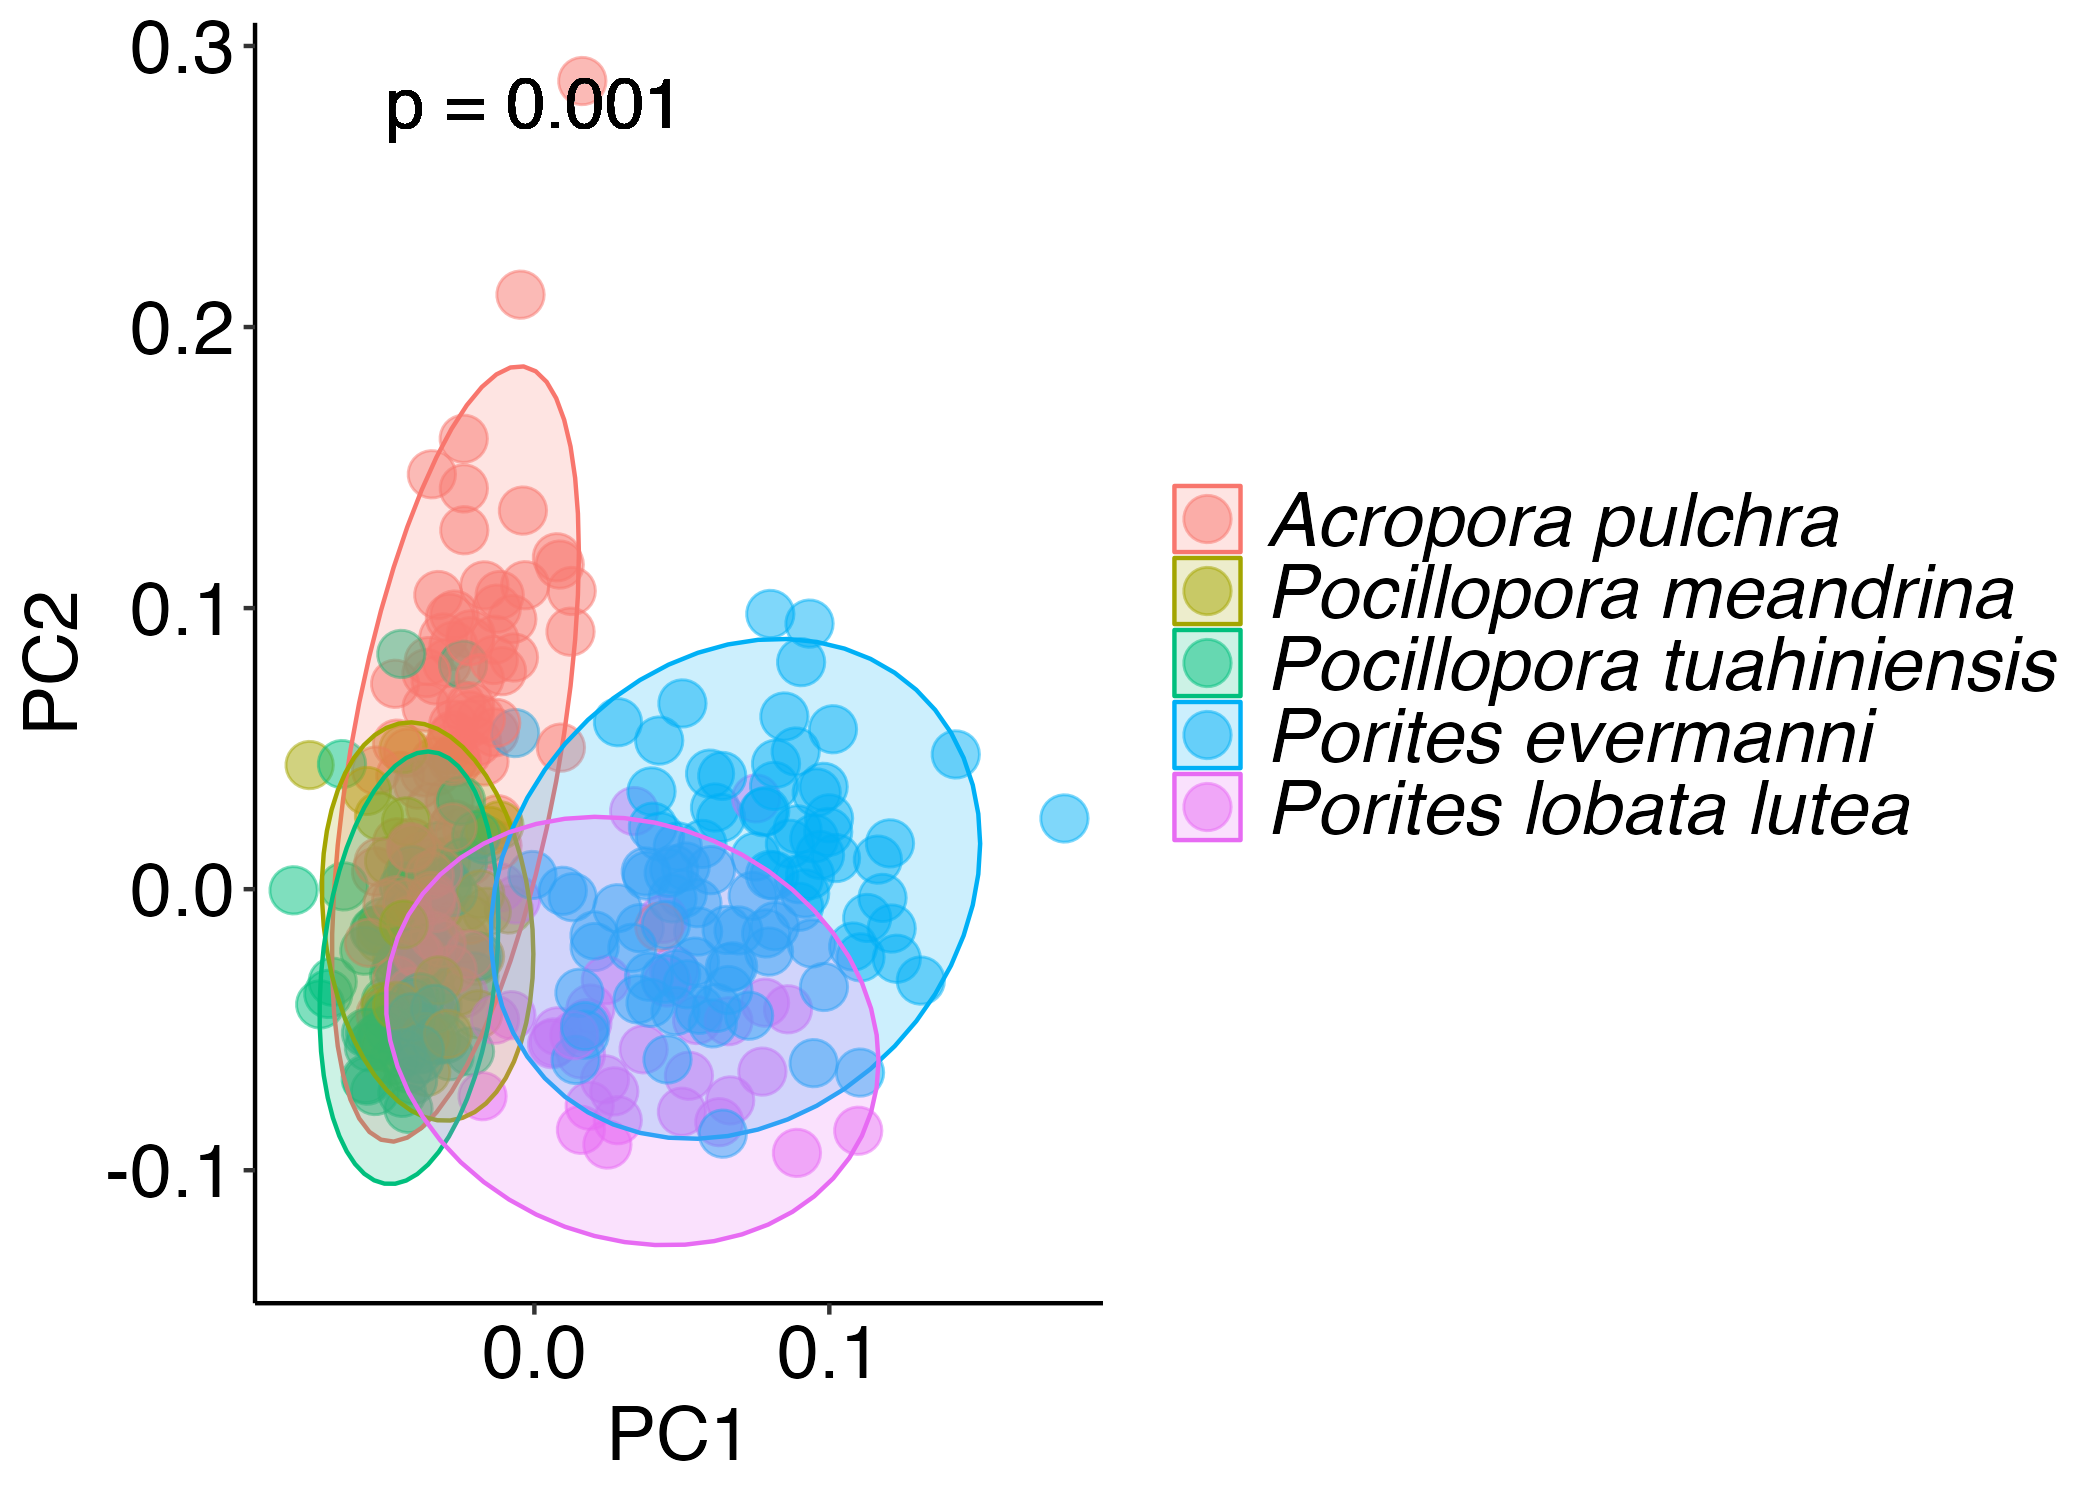 0.3
p = 0.001
0.2
0.1
0.0
-0.1
PC2
0.0
0.1
PC1
Acropora pulchra
Pocillopora meandrina
Pocillopora tuahiniensis
Porites evermanni
Porites lobata lutea